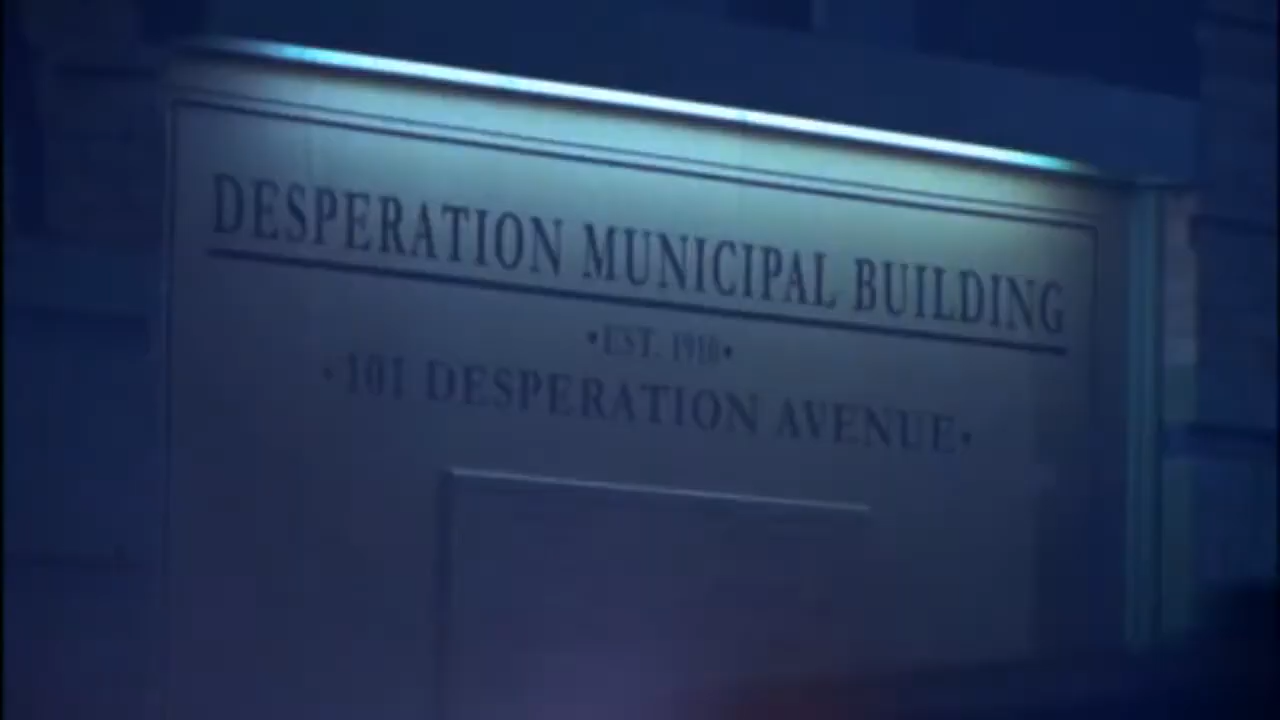 DESPERATION MUNICIPAL BUILDING
•EST. 1910•
•101 DESPERATION AVENUE•